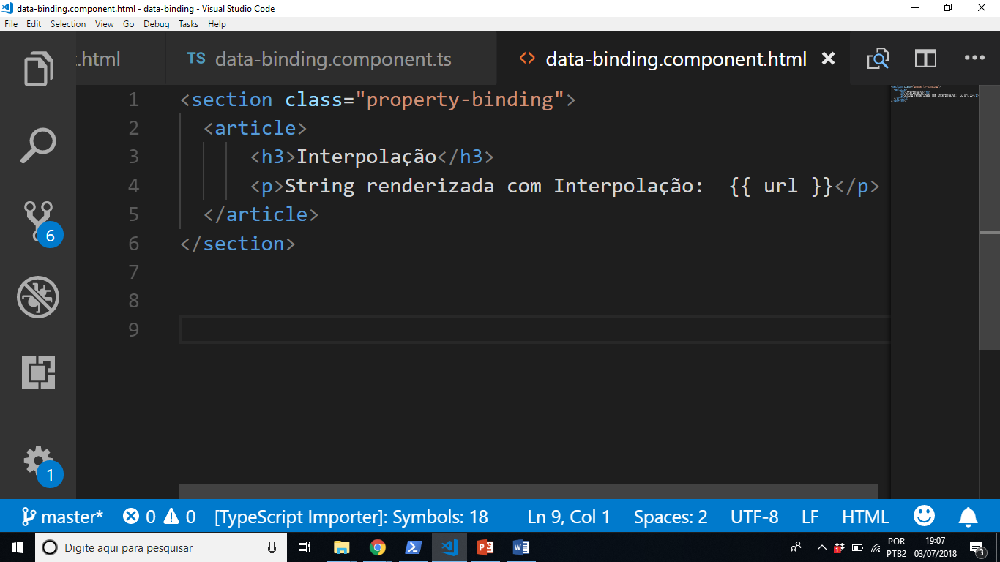 data-binding.component.html - data-binding - Visual Studio Code
File Edit Selection View Go Debug Tasks Help
.html TS data-binding.component.ts <> data-binding.component.html
1 <section class="property-binding">
2 <article>
3 <h3>Interpolação</h3>
4 <p>String renderizada com Interpolação:  {{ url }}</p>
5 </article>
6 </section>
7
8
9
6
1
master* 0 0 [TypeScript Importer]: Symbols: 18 Ln 9, Col 1 Spaces: 2 UTF-8 LF HTML
Digite aqui para pesquisar POR 19:07
PTB2 03/07/2018 3